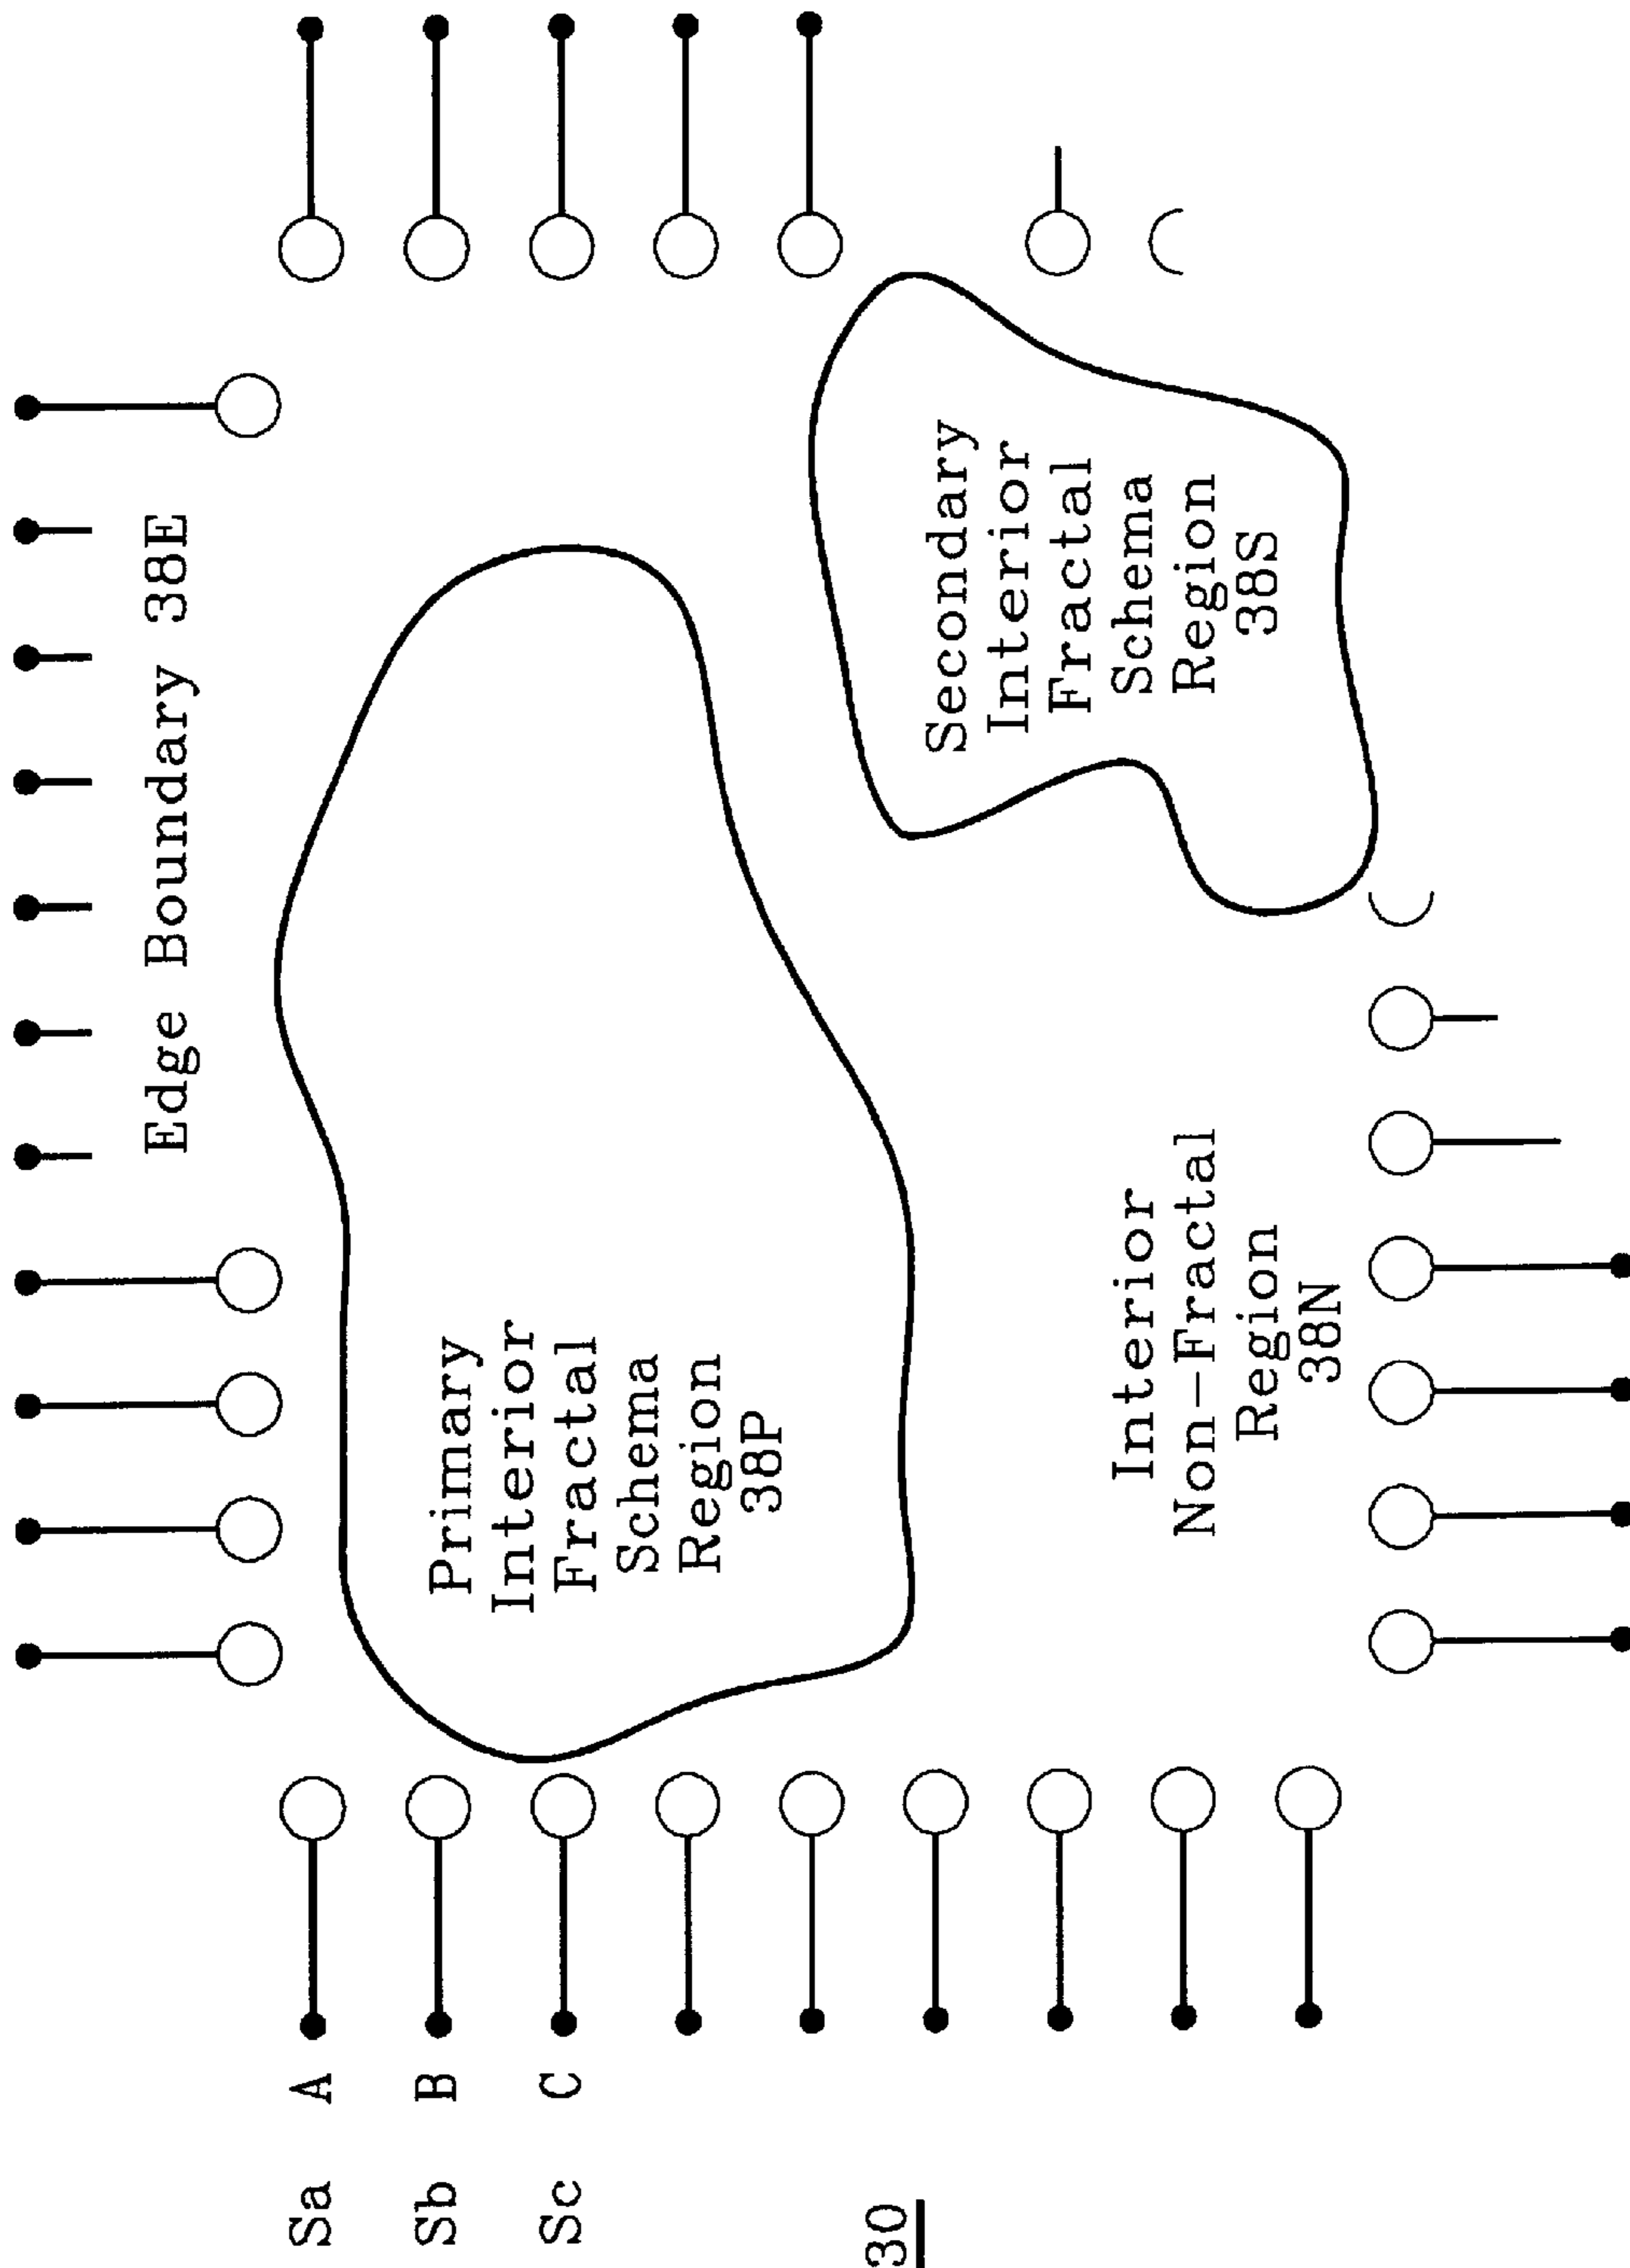 Edge Boundary 38E
Sa A
Sb B
Sc C
Primary
Interior
Fractal
Schema
Region
38P
Secondary
Interior
Fractal
Schema
Region
38S
Interior
Non-Fractal
Region
38N
30